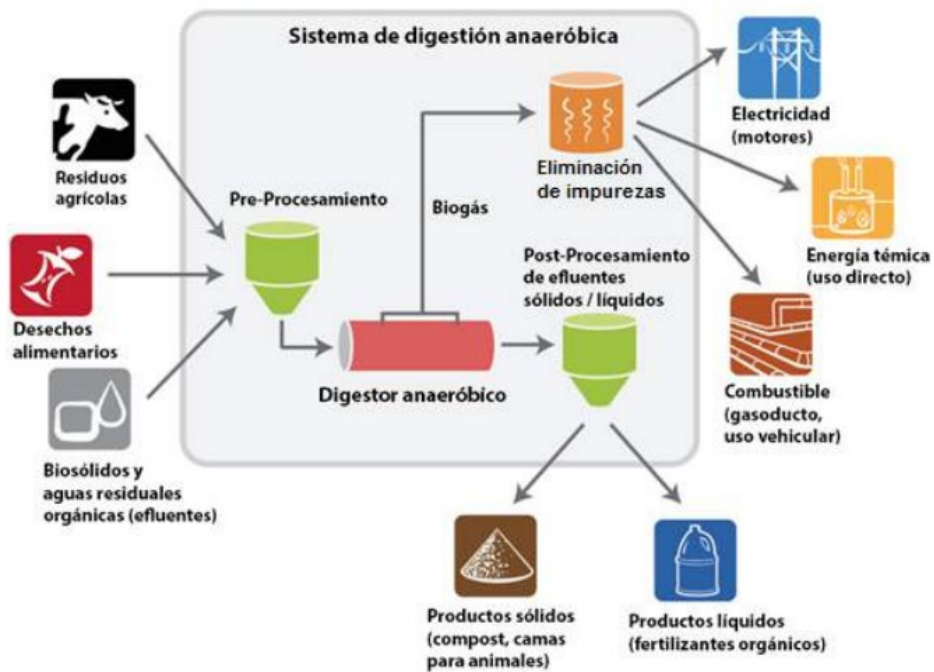 Sistema de digestión anaeróbica
Residuos
agrícolas
Desechos
alimentarios
Biosólidos y
aguas residuales
orgánicas (efluentes)
Pre-Procesamiento
Biogás
Digestor anaeróbico
Eliminación
de impurezas
Post-Procesamiento
de efluentes
sólidos / líquidos
Electricidad
(motores)
Energía témica
(uso directo)
Combustible
(gasoducto,
uso vehicular)
Productos sólidos
(compost, camas
para animales)
Productos líquidos
(fertilizantes orgánicos)